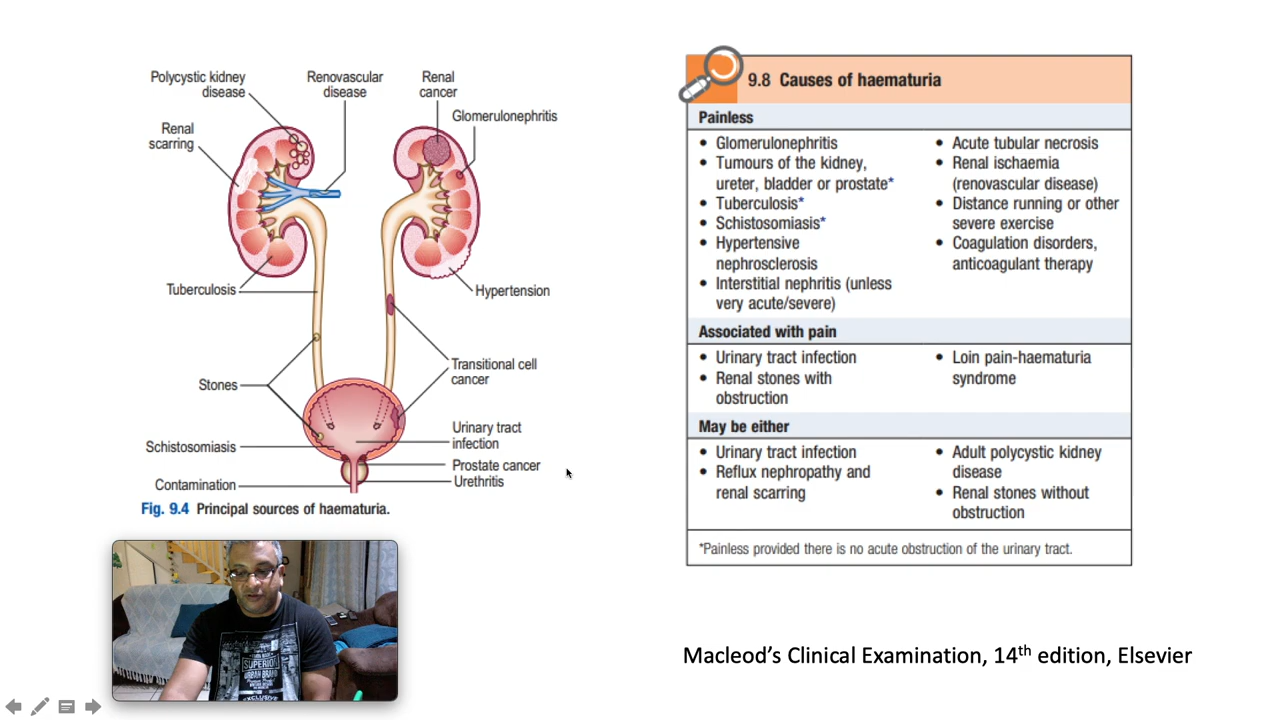 Polycystic kidney
disease
Renovascular
disease
Renal
cancer
Glomerulonephritis
Renal
scarring
Tuberculosis
Hypertension
Stones
Transitional cell
cancer
Schistosomiasis
Urinary tract
infection
Prostate cancer
Urethritis
Contamination
Fig. 9.4 Principal sources of haematuria.
9.8 Causes of haematuria
Painless
• Glomerulonephritis
• Tumours of the kidney,
ureter, bladder or prostate*
• Tuberculosis*
• Schistosomiasis*
• Hypertensive
nephrosclerosis
• Interstitial nephritis (unless
very acute/severe)
• Acute tubular necrosis
• Renal ischaemia
(renovascular disease)
• Distance running or other
severe exercise
• Coagulation disorders,
anticoagulant therapy
Associated with pain
• Urinary tract infection
• Renal stones with
obstruction
• Loin pain-haematuria
syndrome
May be either
• Urinary tract infection
• Reflux nephropathy and
renal scarring
• Adult polycystic kidney
disease
• Renal stones without
obstruction
*Painless provided there is no acute obstruction of the urinary tract.
SUPERIOR
URBAN BRAND
EXCLUSIVE
Macleod's Clinical Examination, 14th edition, Elsevier